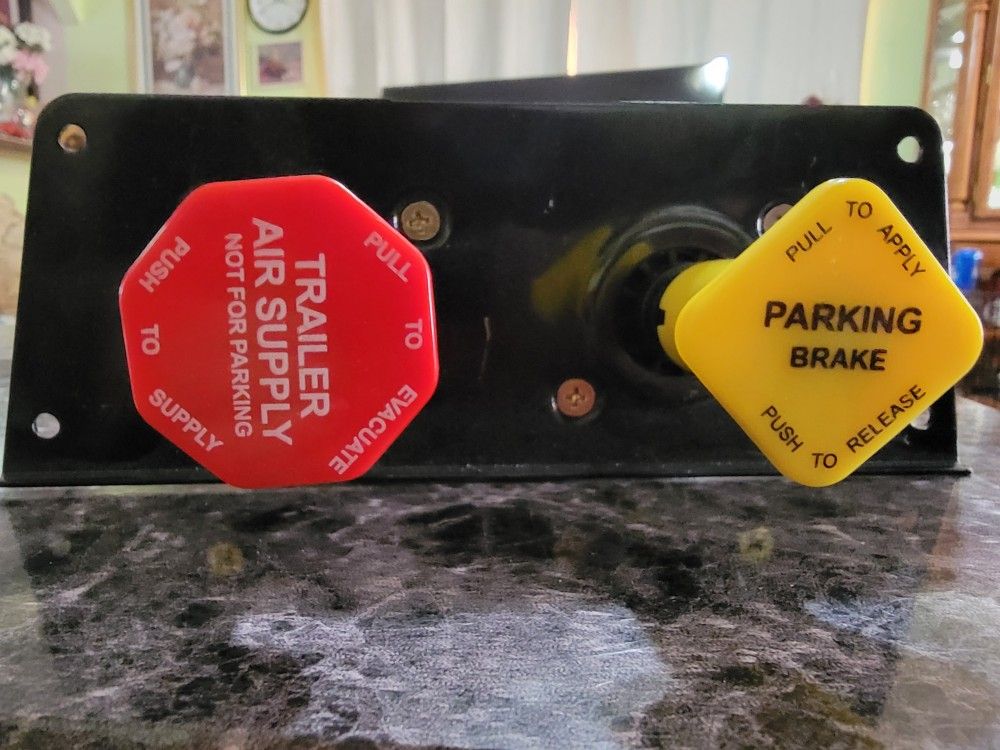 PULL TO EVACUATE
TRAILER
AIR SUPPLY
NOT FOR PARKING
PUSH TO SUPPLY
PULL TO APPLY
PARKING
BRAKE
PUSH TO RELEASE